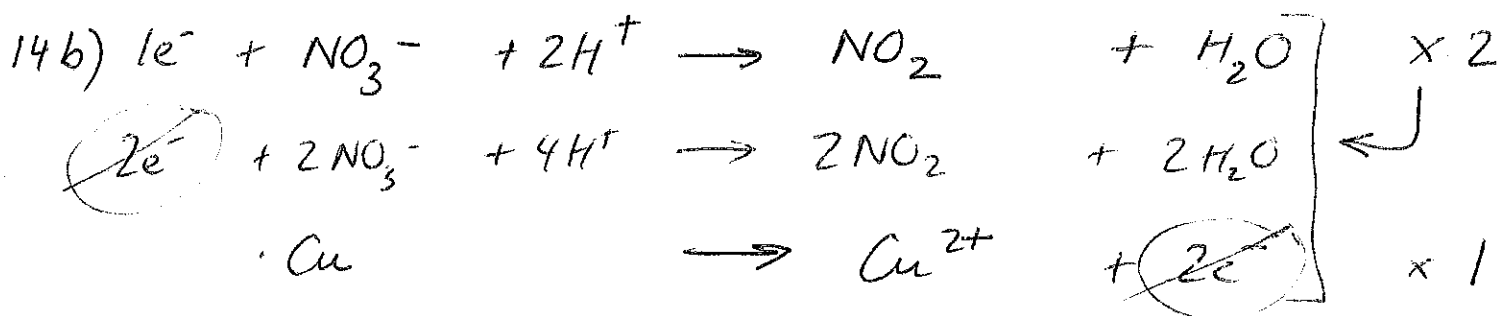 14b) 1e⁻ + NO₃⁻ + 2H⁺ → NO₂ + H₂O x 2
2e⁻ + 2NO₃⁻ + 4H⁺ → 2NO₂ + 2H₂O
Cu → Cu²⁺ + 2e⁻ x 1